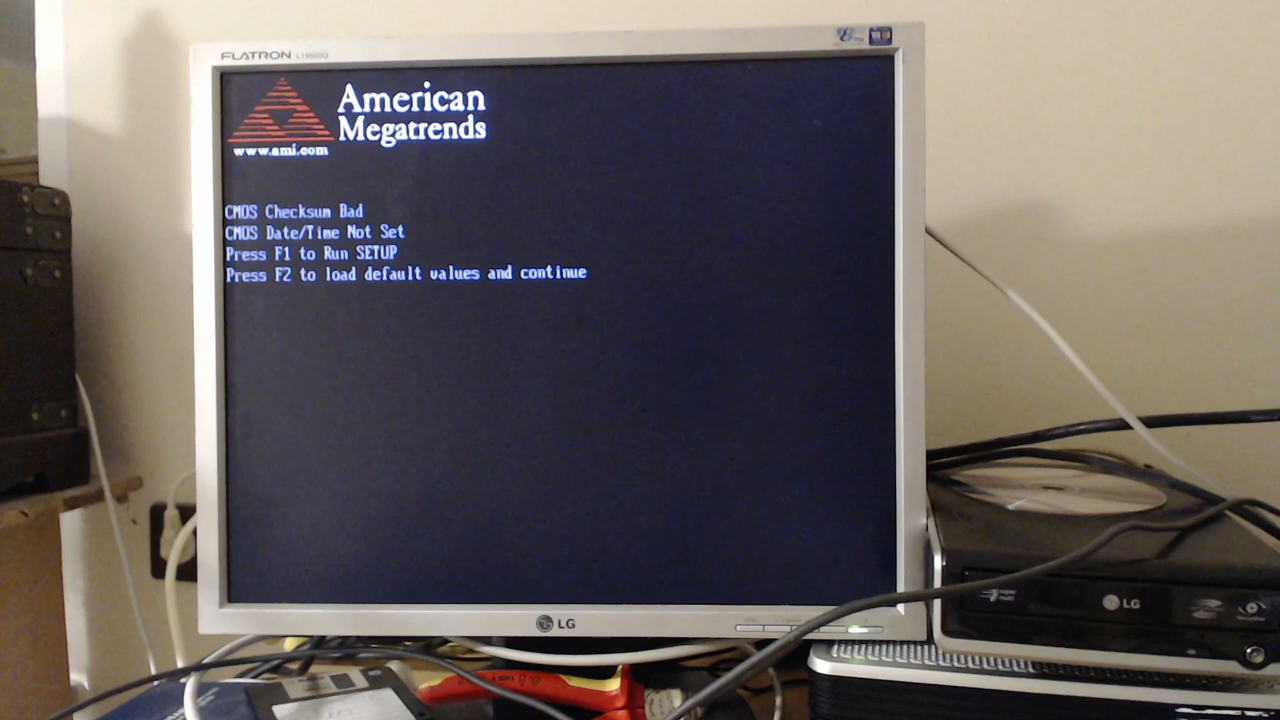 FLATRON
American
Megatrends
www.ami.com
CMOS Checksum Bad
CMOS Date/Time Not Set
Press F1 to Run SETUP
Press F2 to load default values and continue
LG
LG